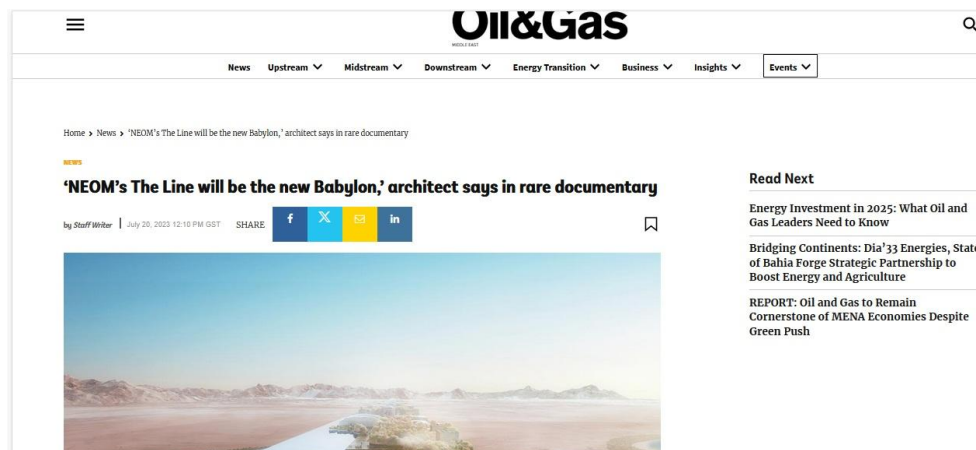 Oil&Gas
MIDDLE EAST
News Upstream Midstream Downstream Energy Transition Business Insights Events
Home > News > ‘NEOM’s The Line will be the new Babylon,’ architect says in rare documentary
NEWS
‘NEOM’s The Line will be the new Babylon,’ architect says in rare documentary
by Staff Writer | July 20, 2023 12:10 PM GST SHARE
Read Next
Energy Investment in 2025: What Oil and
Gas Leaders Need to Know
Bridging Continents: Dia’33 Energies, State
of Bahia Forge Strategic Partnership to
Boost Energy and Agriculture
REPORT: Oil and Gas to Remain
Cornerstone of MENA Economies Despite
Green Push